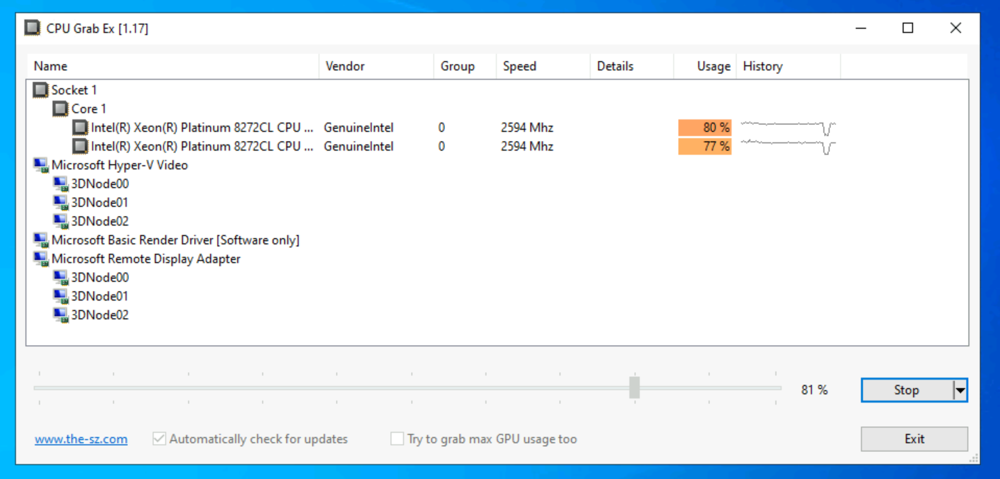 CPU Grab Ex [1.17]
Name Vendor Group Speed Details Usage History
Socket 1
Core 1
Intel(R) Xeon(R) Platinum 8272CL CPU ... GenuineIntel 0 2594 Mhz 80 %
Intel(R) Xeon(R) Platinum 8272CL CPU ... GenuineIntel 0 2594 Mhz 77 %
Microsoft Hyper-V Video
3DNode00
3DNode01
3DNode02
Microsoft Basic Render Driver [Software only]
Microsoft Remote Display Adapter
3DNode00
3DNode01
3DNode02
81 % Stop
www.the-sz.com Automatically check for updates Try to grab max GPU usage too Exit